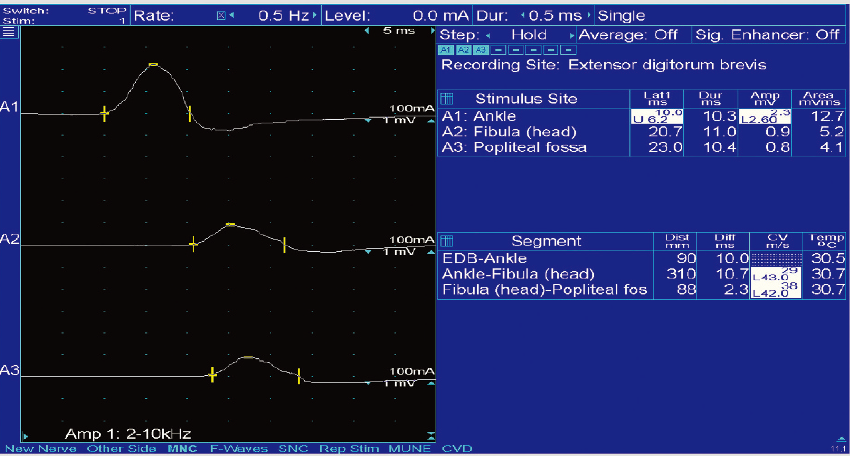 Switch: STOP Rate: 0.5 Hz Level: 0.0 mA Dur: 0.5 ms Single
Stim: 1
5 ms Step: Hold Average: Off Sig. Enhancer: Off
A1 A2 A3
Recording Site: Extensor digitorum brevis
A1 100mA 1 mV
A2 100mA 1 mV
A3 100mA 1 mV
Amp 1: 2-10kHz
Stimulus Site Lat1 ms Dur ms Amp mV Area mVms
A1: Ankle 10.0 U 6.2 10.3 2.3 L2.60 12.7
A2: Fibula (head) 20.7 11.0 0.9 5.2
A3: Popliteal fossa 23.0 10.4 0.8 4.1
Segment Dist mm Diff ms CV m/s Temp °C
EDB-Ankle 90 10.0 30.5
Ankle-Fibula (head) 310 10.7 29 L43.0 30.7
Fibula (head)-Popliteal fos 88 2.3 38 L42.0 30.7
New Nerve Other Side MNC F-Waves SNC Rep Stim MUNE CVD 11.1